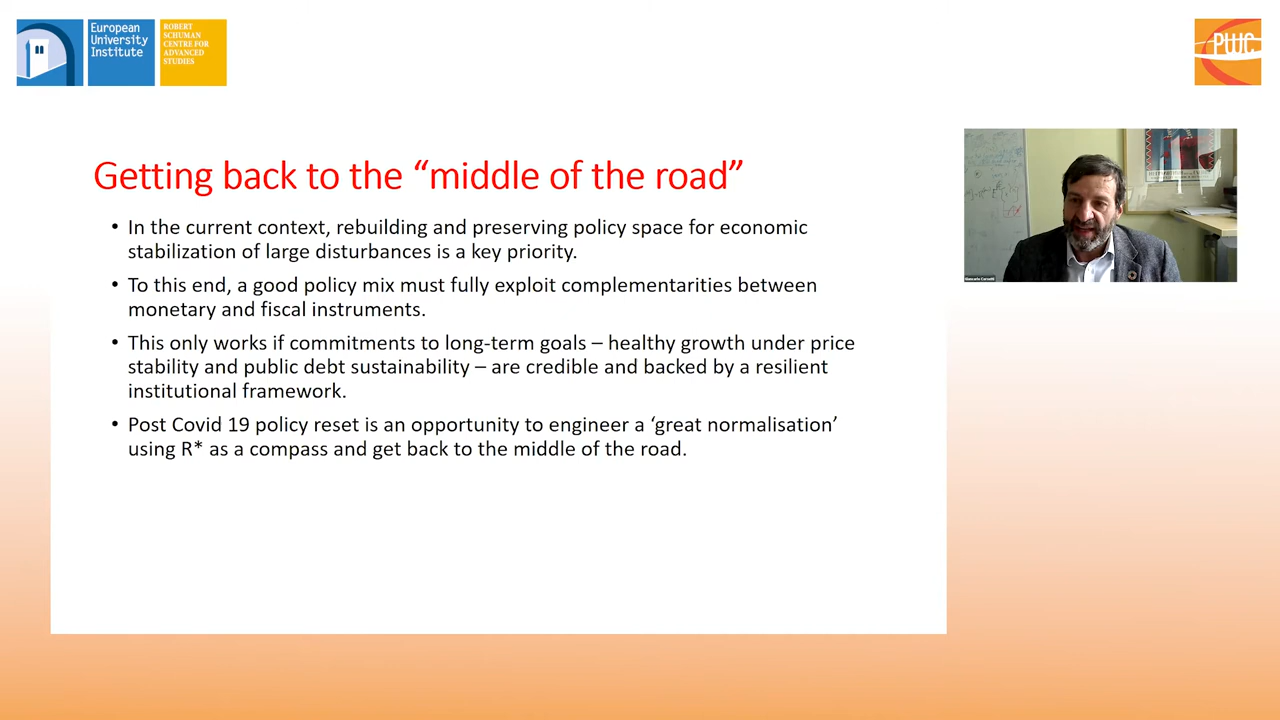 European
University
Institute
ROBERT
SCHUMAN
CENTRE FOR
ADVANCED
STUDIES
PWC
Getting back to the “middle of the road”
• In the current context, rebuilding and preserving policy space for economic
stabilization of large disturbances is a key priority.
• To this end, a good policy mix must fully exploit complementarities between
monetary and fiscal instruments.
• This only works if commitments to long-term goals – healthy growth under price
stability and public debt sustainability – are credible and backed by a resilient
institutional framework.
• Post Covid 19 policy reset is an opportunity to engineer a ‘great normalisation’
using R* as a compass and get back to the middle of the road.